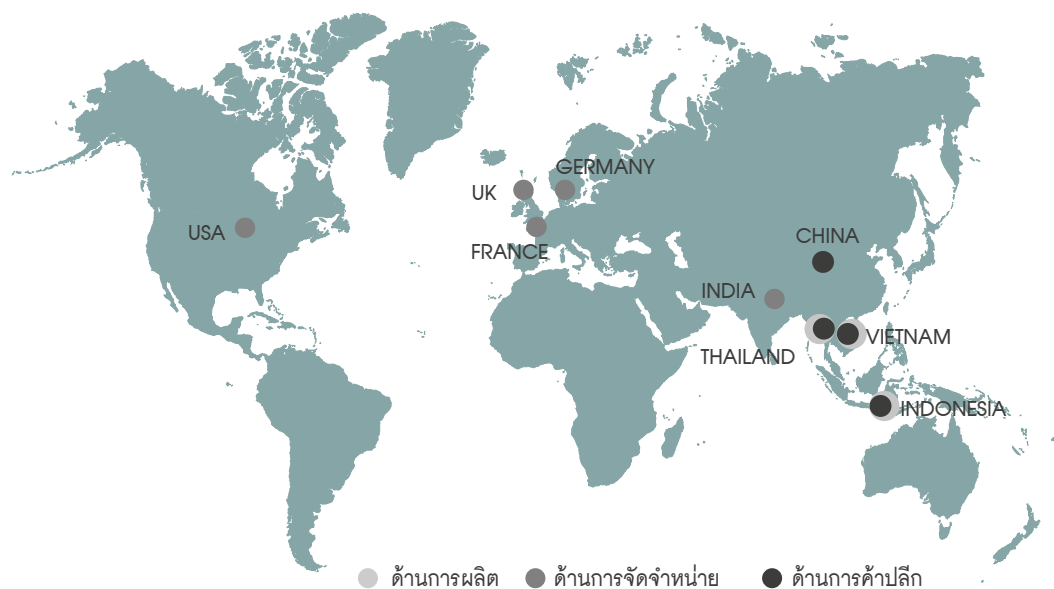 GERMANY
UK
USA
FRANCE
CHINA
INDIA
VIETNAM
THAILAND
INDONESIA
ด้านการผลิต ด้านการจัดจำหน่าย ด้านการค้าปลีก